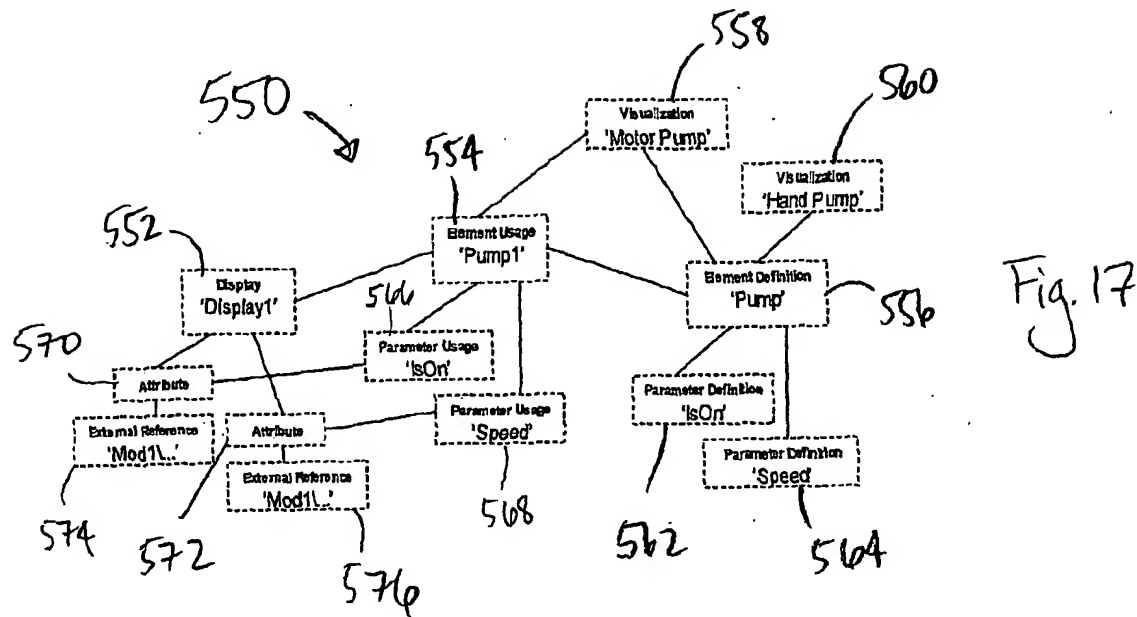 558
550
560
Visualization
'Motor Pump'
554
Visualization
'Hand Pump'
552
Element Usage
'Pump1'
Display
'Display1'
566
Element Definition
'Pump'
556
Fig. 17
570
Attribute
Parameter Usage
'IsOn'
Parameter Definition
'IsOn'
External Reference
'Mod1\..'
Attribute
Parameter Usage
'Speed'
External Reference
'Mod1\..'
Parameter Definition
'Speed'
574
572
576
568
562
564